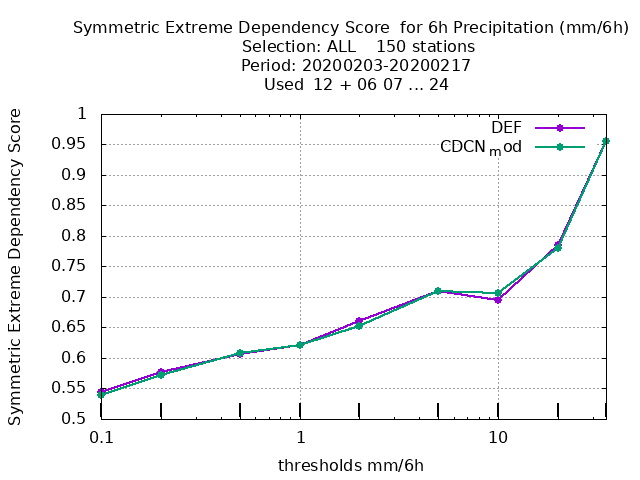 Symmetric Extreme Dependency Score  for 6h Precipitation (mm/6h)
Selection: ALL    150 stations
Period: 20200203-20200217
Used  12 + 06 07 ... 24
Symmetric Extreme Dependency Score
1
0.95
0.9
0.85
0.8
0.75
0.7
0.65
0.6
0.55
0.5
DEF
CDCNmod
0.1 1 10
thresholds mm/6h